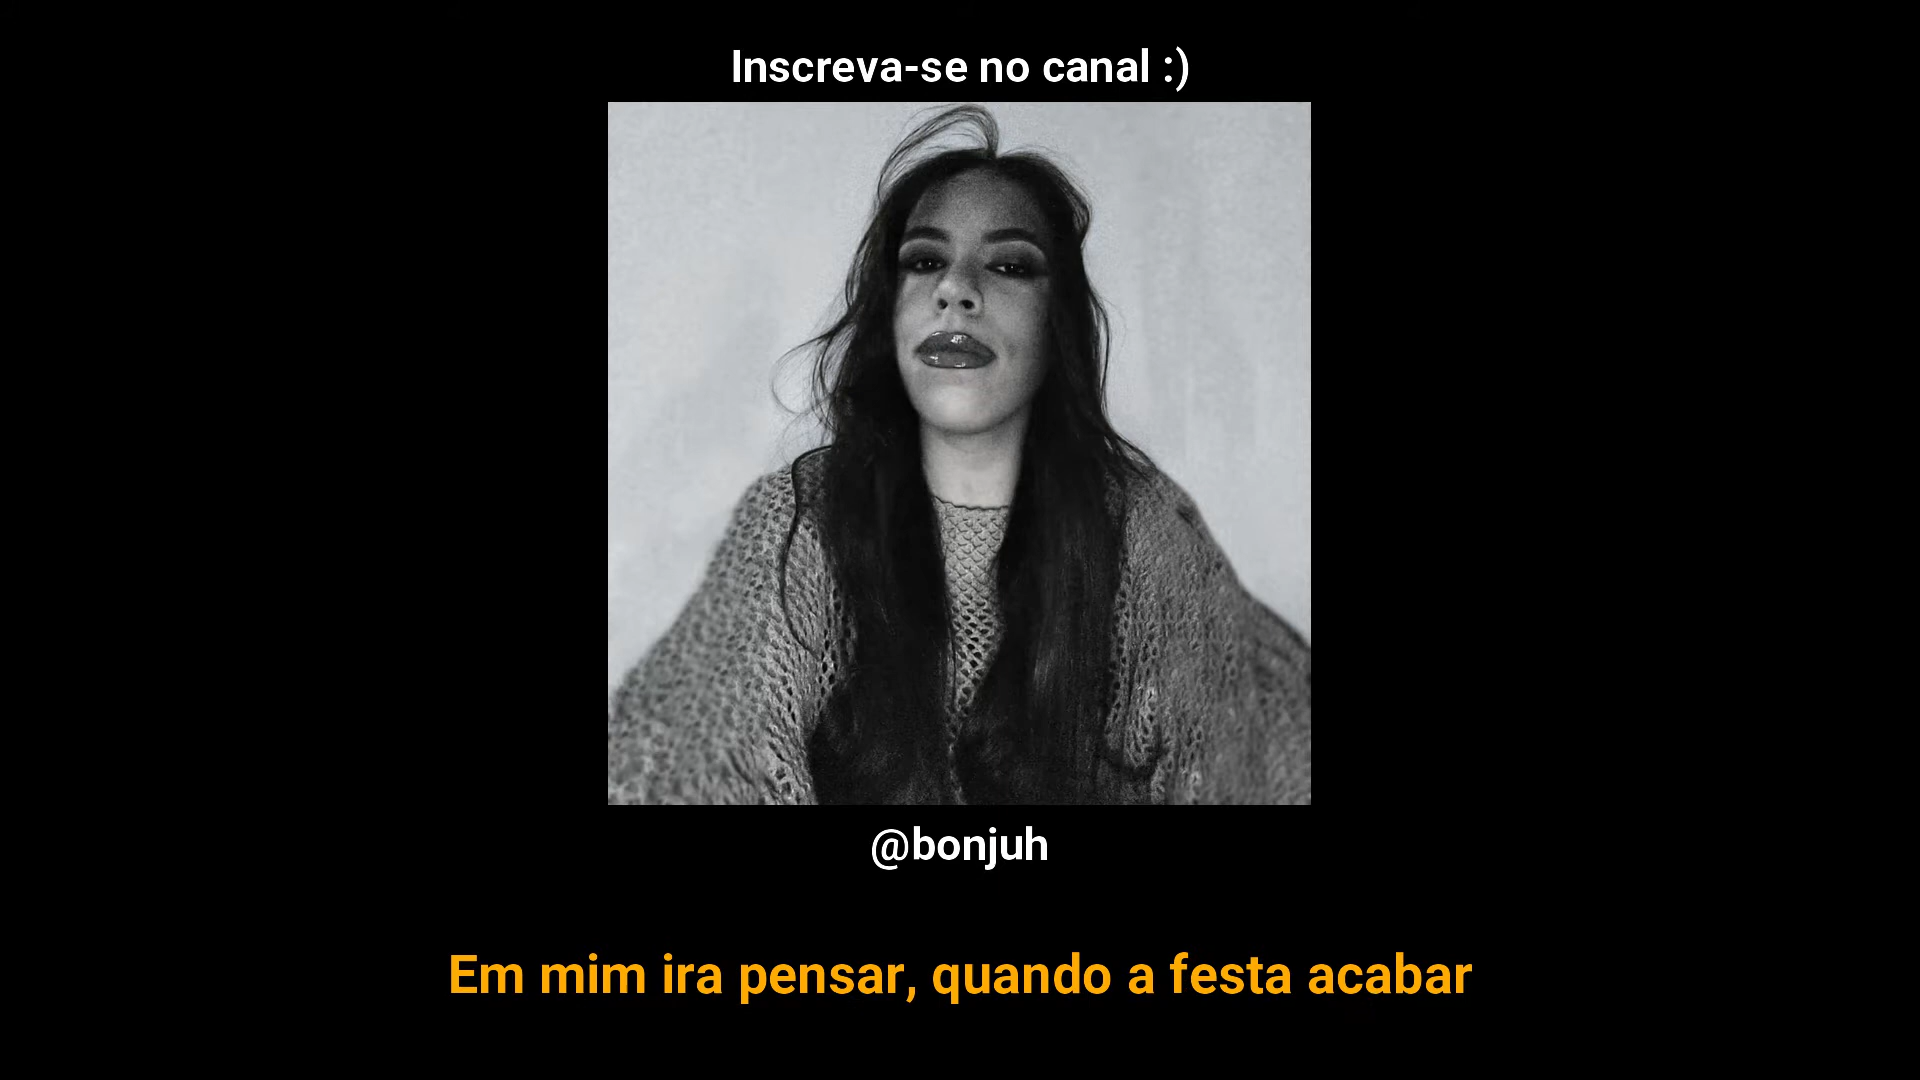 Inscreva-se no canal :)
@bonjuh
Em mim ira pensar, quando a festa acabar